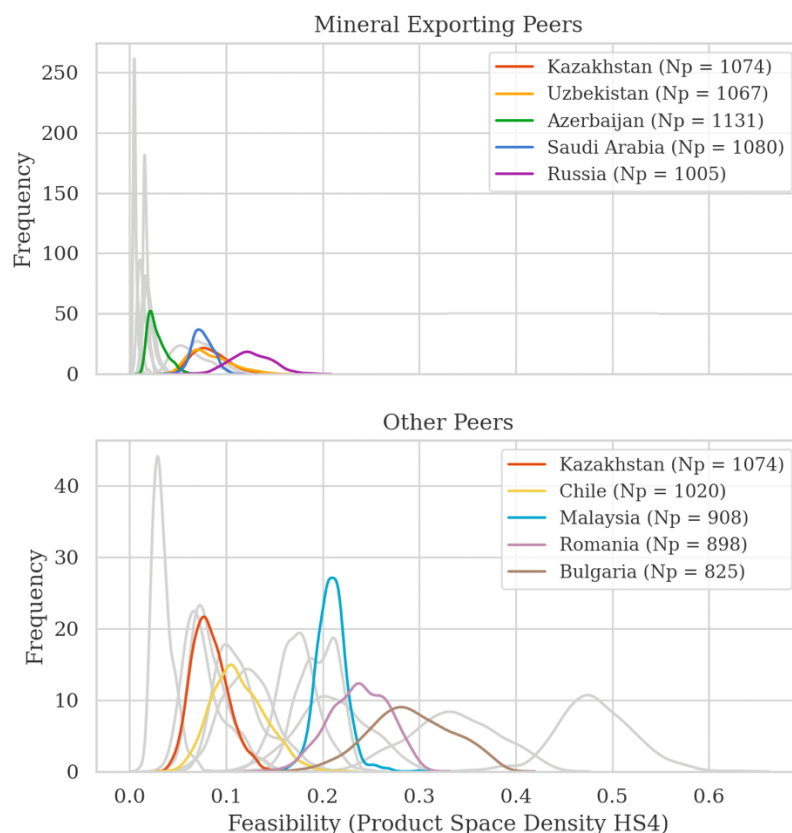 Mineral Exporting Peers
Frequency
250
200
150
100
50
0
Kazakhstan (Np = 1074)
Uzbekistan (Np = 1067)
Azerbaijan (Np = 1131)
Saudi Arabia (Np = 1080)
Russia (Np = 1005)
Other Peers
Frequency
40
30
20
10
0
Kazakhstan (Np = 1074)
Chile (Np = 1020)
Malaysia (Np = 908)
Romania (Np = 898)
Bulgaria (Np = 825)
0.0 0.1 0.2 0.3 0.4 0.5 0.6
Feasibility (Product Space Density HS4)